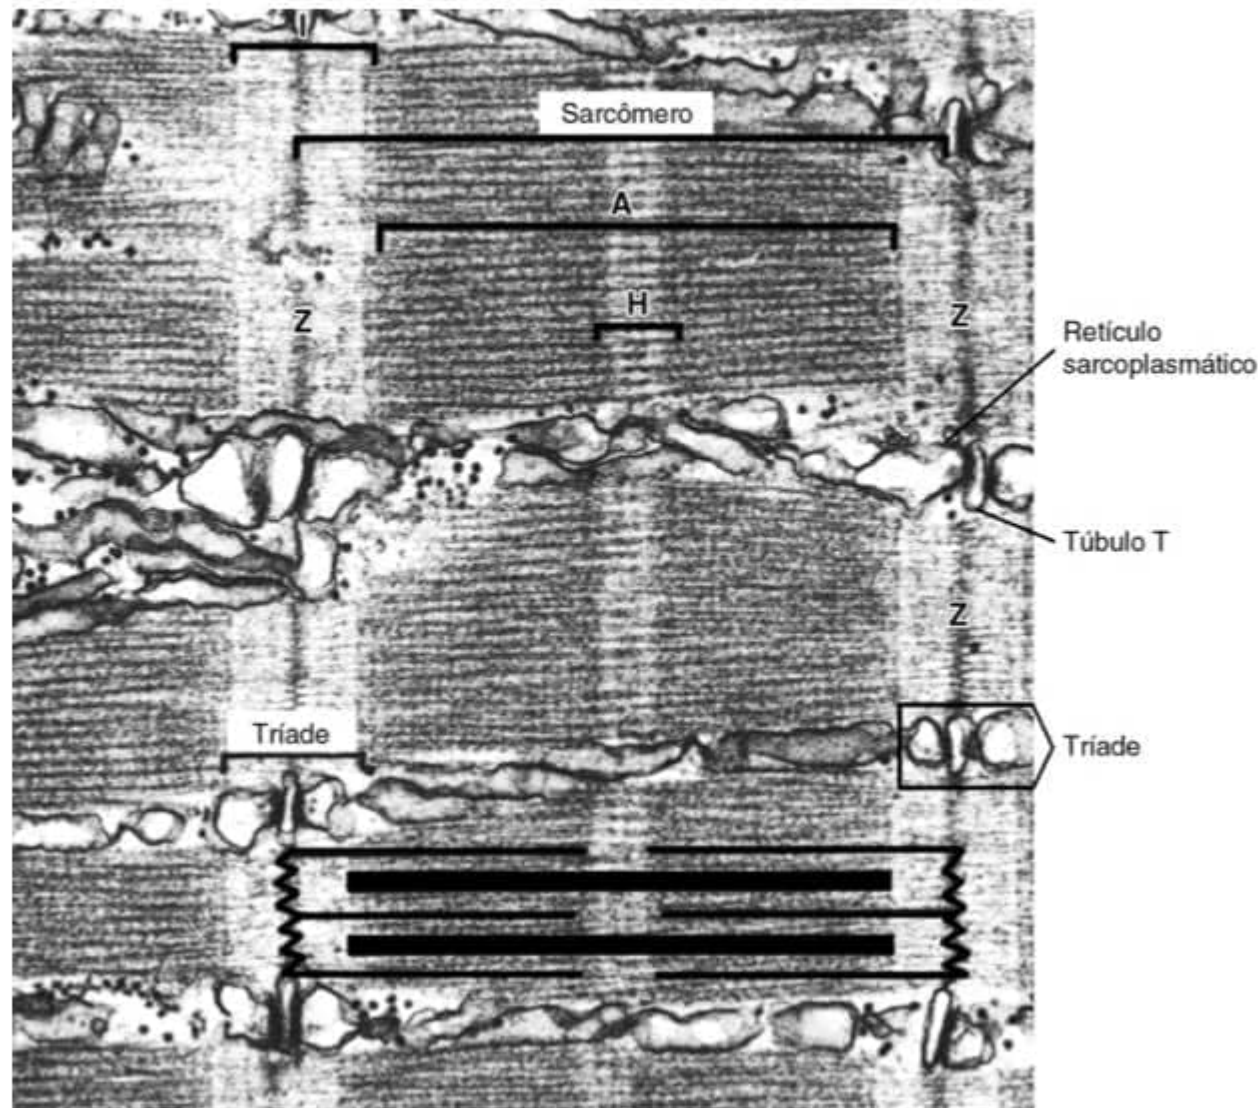 I
Sarcômero
A
H
Z
Z
Retículo
sarcoplasmático
Túbulo T
Z
Tríade
Tríade